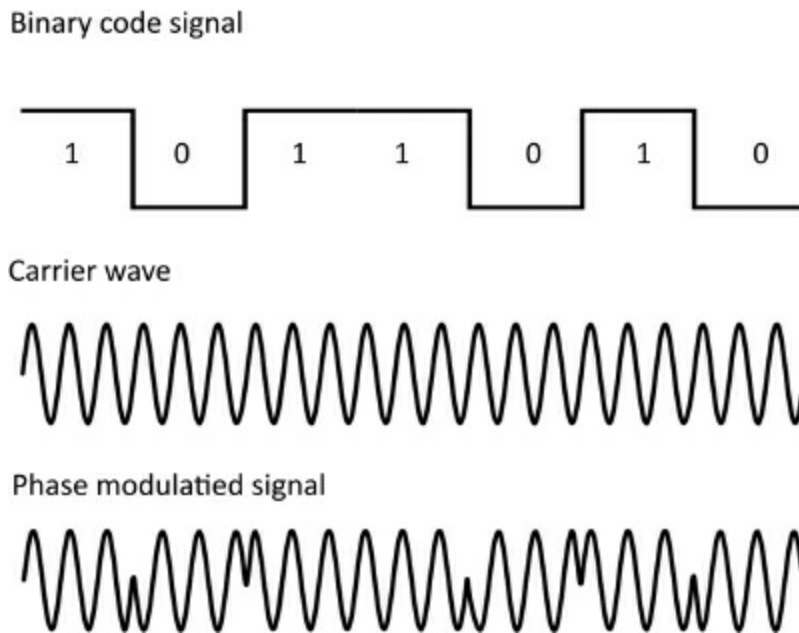 Binary code signal
1 0 1 1 0 1 0
Carrier wave
Phase modulatied signal